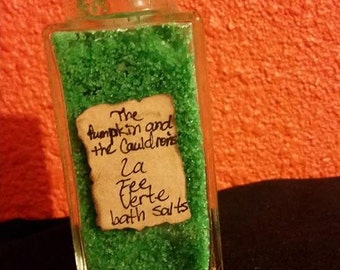 The
Pumpkin and
the Cauldron's
La
Fee
Verte
bath salts